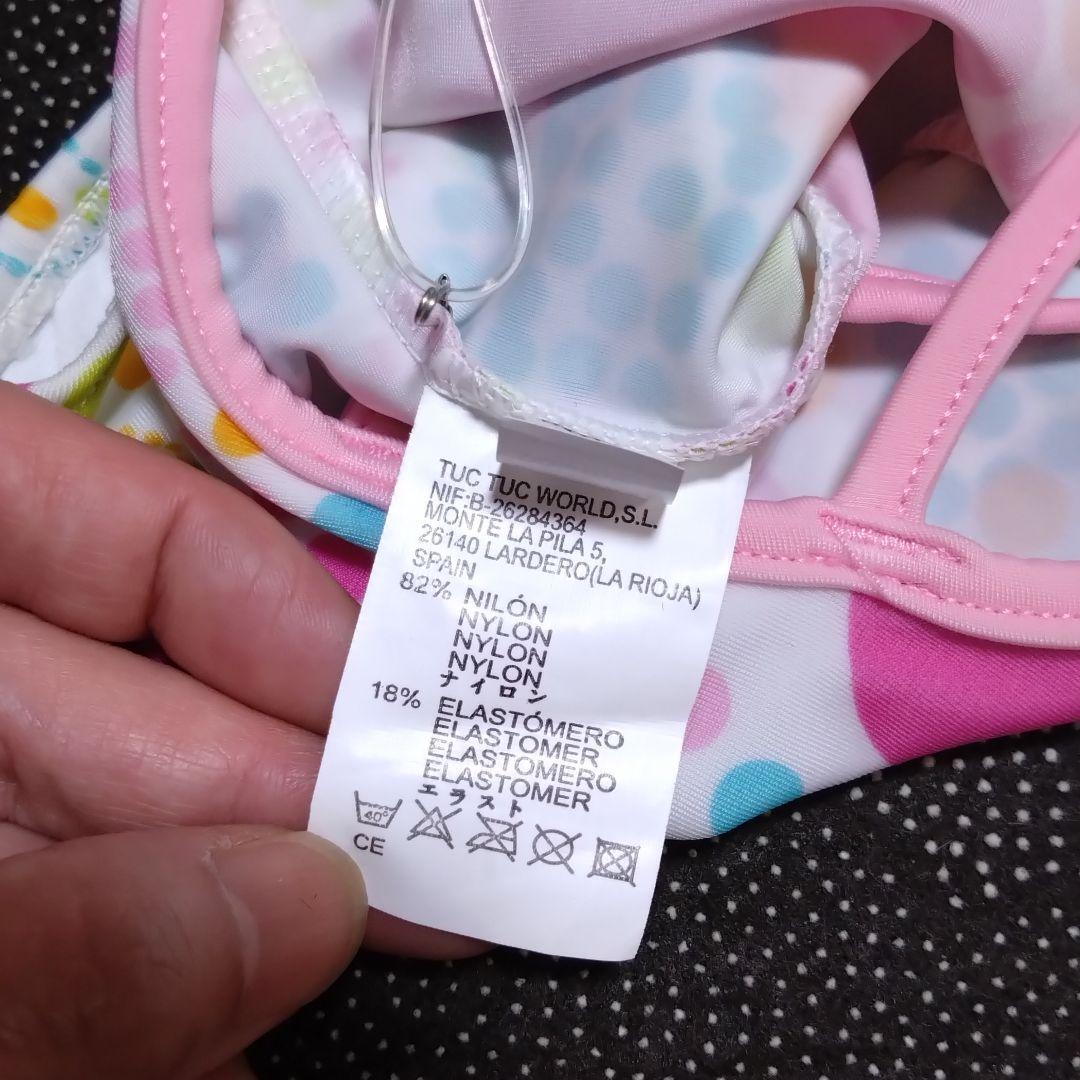 TUC TUC WORLD,S.L.
NIF:B-26284364
MONTE LA PILA 5,
26140 LARDERO(LA RIOJA)
SPAIN
82% NILÓN
NYLON
NYLON
NYLON
ナイロン
18% ELASTÓMERO
ELASTOMER
ELASTOMERO
ELASTOMER
エラスト
40°
CE